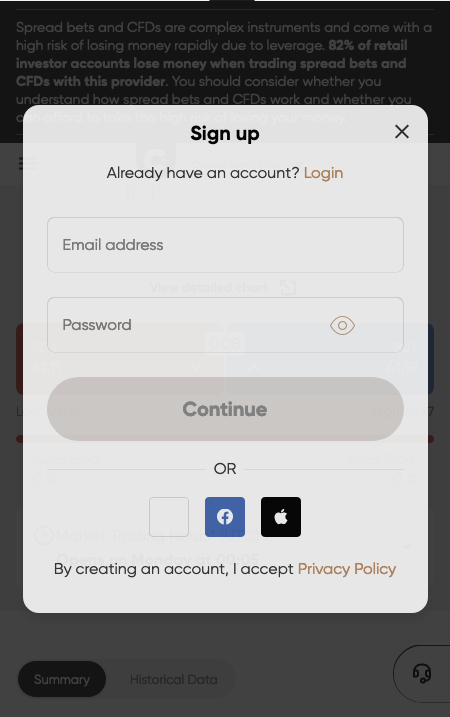 Spread bets and CFDs are complex instruments and come with a
high risk of losing money rapidly due to leverage. 82% of retail
investor accounts lose money when trading spread bets and
CFDs with this provider. You should consider whether you
understand how spread bets and CFDs work and whether you
can afford to take the high risk of losing your money.
Sign up
Already have an account? Login
Email address
View detailed chart
Password
Continue
OR
Opens on Monday at 00:05
By creating an account, I accept Privacy Policy
Summary
Historical Data